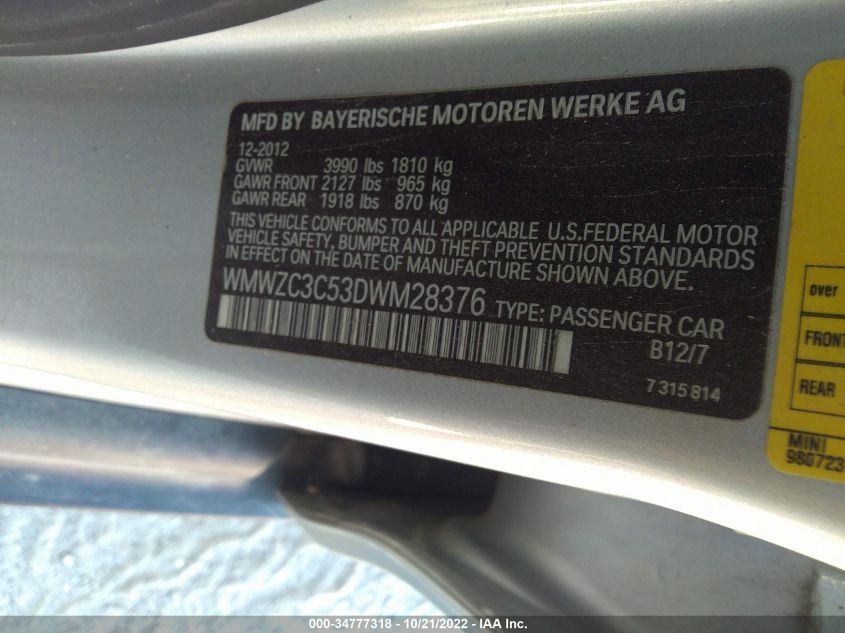 MFD BY BAYERISCHE MOTOREN WERKE AG
12-2012
GVWR 3990 lbs 1810 kg
GAWR FRONT 2127 lbs 965 kg
GAWR REAR 1918 lbs 870 kg
THIS VEHICLE CONFORMS TO ALL APPLICABLE U.S.FEDERAL MOTOR
VEHICLE SAFETY, BUMPER AND THEFT PREVENTION STANDARDS
IN EFFECT ON THE DATE OF MANUFACTURE SHOWN ABOVE.
WMWZC3C53DWM28376 TYPE: PASSENGER CAR
B12/7
7 315 814
over
FRONT
REAR
MINI
980723
000-34777318 - 10/21/2022 - IAA Inc.